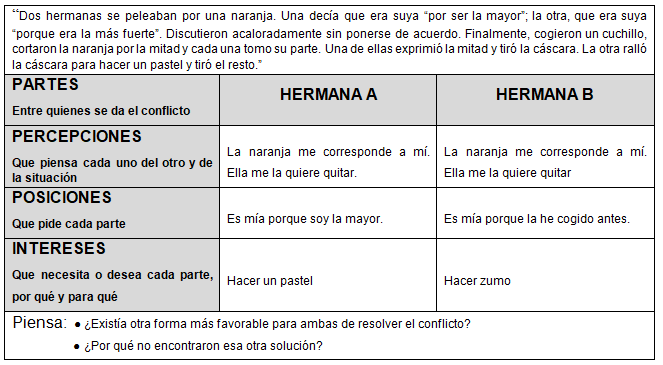 “Dos hermanas se peleaban por una naranja. Una decía que era suya “por ser la mayor”; la otra, que era suya
“porque era la más fuerte”. Discutieron acaloradamente sin ponerse de acuerdo. Finalmente, cogieron un cuchillo,
cortaron la naranja por la mitad y cada una tomo su parte. Una de ellas exprimió la mitad y tiró la cáscara. La otra ralló
la cáscara para hacer un pastel y tiró el resto.”
PARTES
Entre quienes se da el conflicto
HERMANA A
HERMANA B
PERCEPCIONES
Que piensa cada uno del otro y de
la situación
La naranja me corresponde a mí.
Ella me la quiere quitar.
La naranja me corresponde a mí.
Ella me la quiere quitar
POSICIONES
Que pide cada parte
Es mía porque soy la mayor.
Es mía porque la he cogido antes.
INTERESES
Que necesita o desea cada parte,
por qué y para qué
Hacer un pastel
Hacer zumo
Piensa: ● ¿Existía otra forma más favorable para ambas de resolver el conflicto?
● ¿Por qué no encontraron esa otra solución?